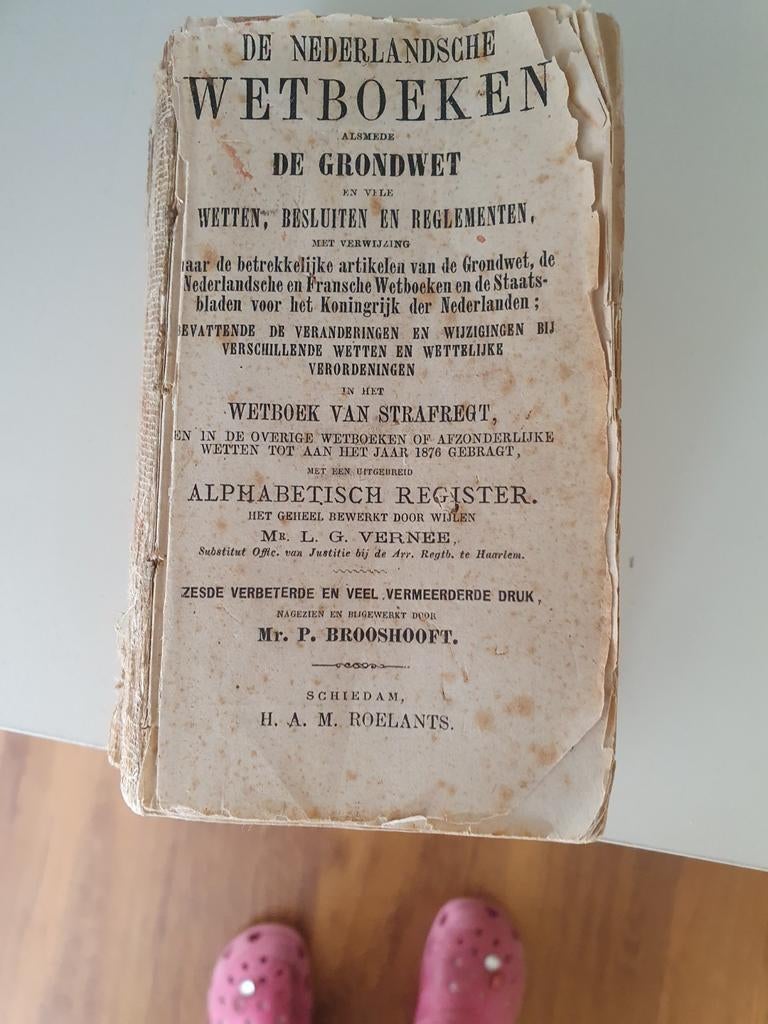 DE NEDERLANDSCHE
WETBOEKEN
ALSMEDE
DE GRONDWET
EN VELE
WETTEN, BESLUITEN EN REGLEMENTEN,
MET VERWIJZING
naar de betrekkelijke artikelen van de Grondwet, de
Nederlandsche en Fransche Wetboeken en de Staats-
bladen voor het Koningrijk der Nederlanden;
BEVATTENDE DE VERANDERINGEN EN WIJZIGINGEN BIJ
VERSCHILLENDE WETTEN EN WETTELIJKE
VERORDENINGEN
IN HET
WETBOEK VAN STRAFREGT,
EN IN DE OVERIGE WETBOEKEN OF AFZONDERLIJKE
WETTEN TOT AAN HET JAAR 1876 GEBRAGT,
MET EEN UITGEBREID
ALPHABETISCH REGISTER.
HET GEHEEL BEWERKT DOOR WIJLEN
MR. L. G. VERNEE,
Substitut Offic. van Justitie bij de Arr. Regtb. te Haarlem.
ZESDE VERBETERDE EN VEEL VERMEERDERDE DRUK,
NAGEZIEN EN BIJGEWERKT DOOR
Mr. P. BROOSHOOFT.
SCHIEDAM,
H. A. M. ROELANTS.